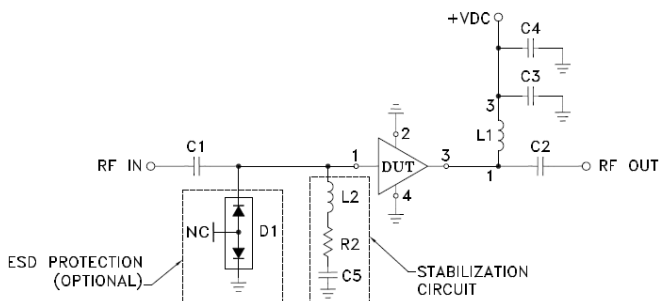 +VDC
C4
C3
3
L1
C1
2
C2
RF IN
1
DUT
3
1
RF OUT
4
L2
NC
D1
R2
ESD PROTECTION
(OPTIONAL)
C5
STABILIZATION
CIRCUIT